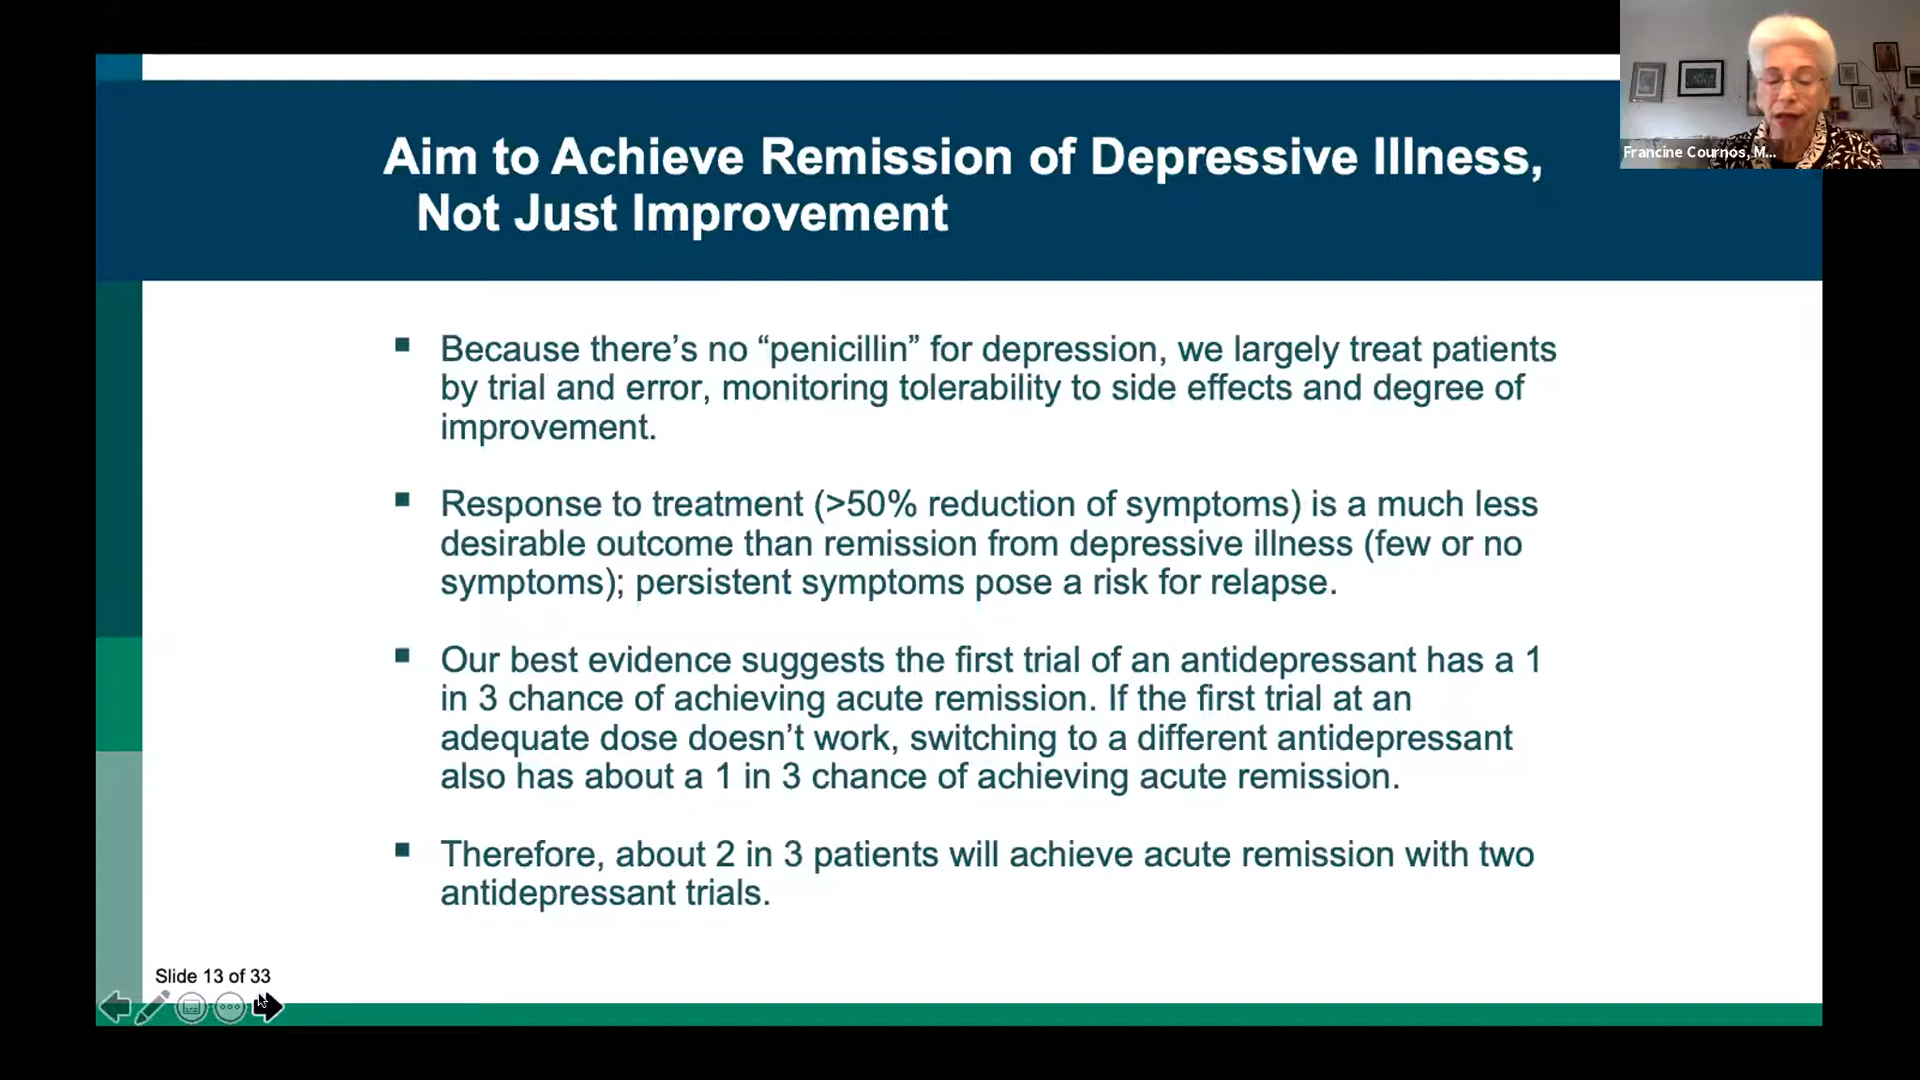 Aim to Achieve Remission of Depressive Illness,
Not Just Improvement
Francine Cournos, M...
▪ Because there’s no “penicillin” for depression, we largely treat patients
by trial and error, monitoring tolerability to side effects and degree of
improvement.
▪ Response to treatment (>50% reduction of symptoms) is a much less
desirable outcome than remission from depressive illness (few or no
symptoms); persistent symptoms pose a risk for relapse.
▪ Our best evidence suggests the first trial of an antidepressant has a 1
in 3 chance of achieving acute remission. If the first trial at an
adequate dose doesn’t work, switching to a different antidepressant
also has about a 1 in 3 chance of achieving acute remission.
▪ Therefore, about 2 in 3 patients will achieve acute remission with two
antidepressant trials.
Slide 13 of 33